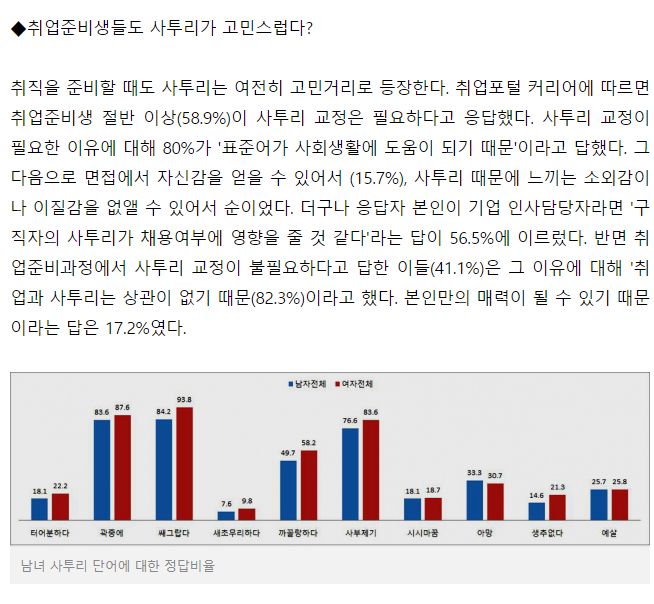 ◆취업준비생들도 사투리가 고민스럽다?
취직을 준비할 때도 사투리는 여전히 고민거리로 등장한다. 취업포털 커리어에 따르면
취업준비생 절반 이상(58.9%)이 사투리 교정은 필요하다고 응답했다. 사투리 교정이
필요한 이유에 대해 80%가 '표준어가 사회생활에 도움이 되기 때문'이라고 답했다. 그
다음으로 면접에서 자신감을 얻을 수 있어서 (15.7%), 사투리 때문에 느끼는 소외감이
나 이질감을 없앨 수 있어서 순이었다. 더구나 응답자 본인이 기업 인사담당자라면 '구
직자의 사투리가 채용여부에 영향을 줄 것 같다'라는 답이 56.5%에 이르렀다. 반면 취
업준비과정에서 사투리 교정이 불필요하다고 답한 이들(41.1%)은 그 이유에 대해 '취
업과 사투리는 상관이 없기 때문(82.3%)이라고 했다. 본인만의 매력이 될 수 있기 때문
이라는 답은 17.2%였다.
남자전체 여자전체
18.1 22.2 83.6 87.6 84.2 93.8 7.6 9.8 49.7 58.2 76.6 83.6 18.1 18.7 33.3 30.7 14.6 21.3 25.7 25.8
터어분하다 곽중에 쌔그랍다 새조무리하다 까꿀랑하다 사부제기 시시마꿈 아망 생추없다 예살
남녀 사투리 단어에 대한 정답비율